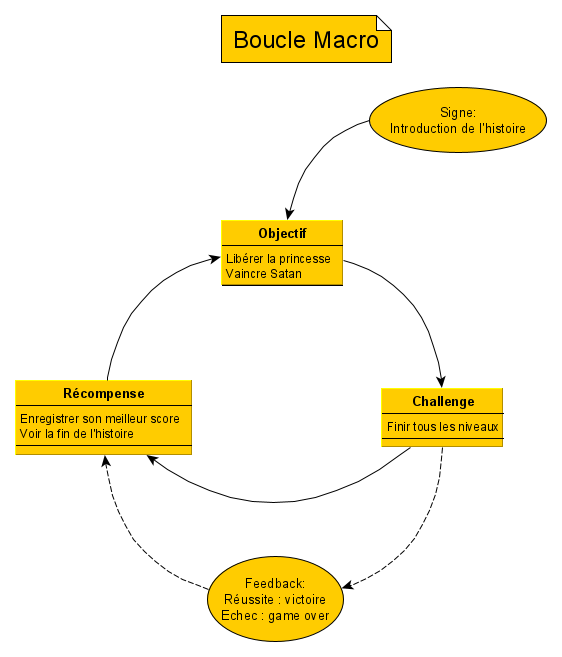 Boucle Macro
Signe:
Introduction de l'histoire
Objectif
Libérer la princesse
Vaincre Satan
Récompense
Enregistrer son meilleur score
Voir la fin de l'histoire
Challenge
Finir tous les niveaux
Feedback:
Réussite : victoire
Echec : game over